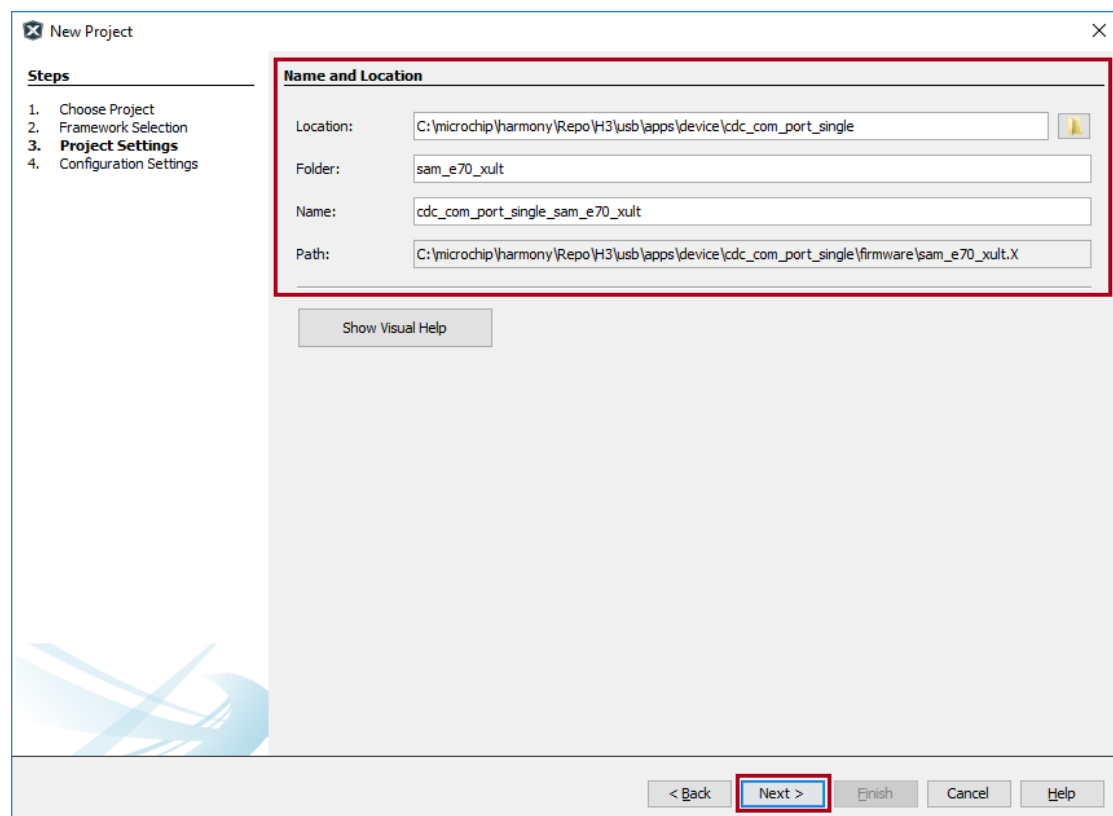 New Project
Steps
1. Choose Project
2. Framework Selection
3. Project Settings
4. Configuration Settings
Name and Location
Location: C:\microchip\harmony\Repo\H3\usb\apps\device\cdc_com_port_single
Folder: sam_e70_xult
Name: cdc_com_port_single_sam_e70_xult
Path: C:\microchip\harmony\Repo\H3\usb\apps\device\cdc_com_port_single\firmware\sam_e70_xult.X
Show Visual Help
< Back Next > Finish Cancel Help